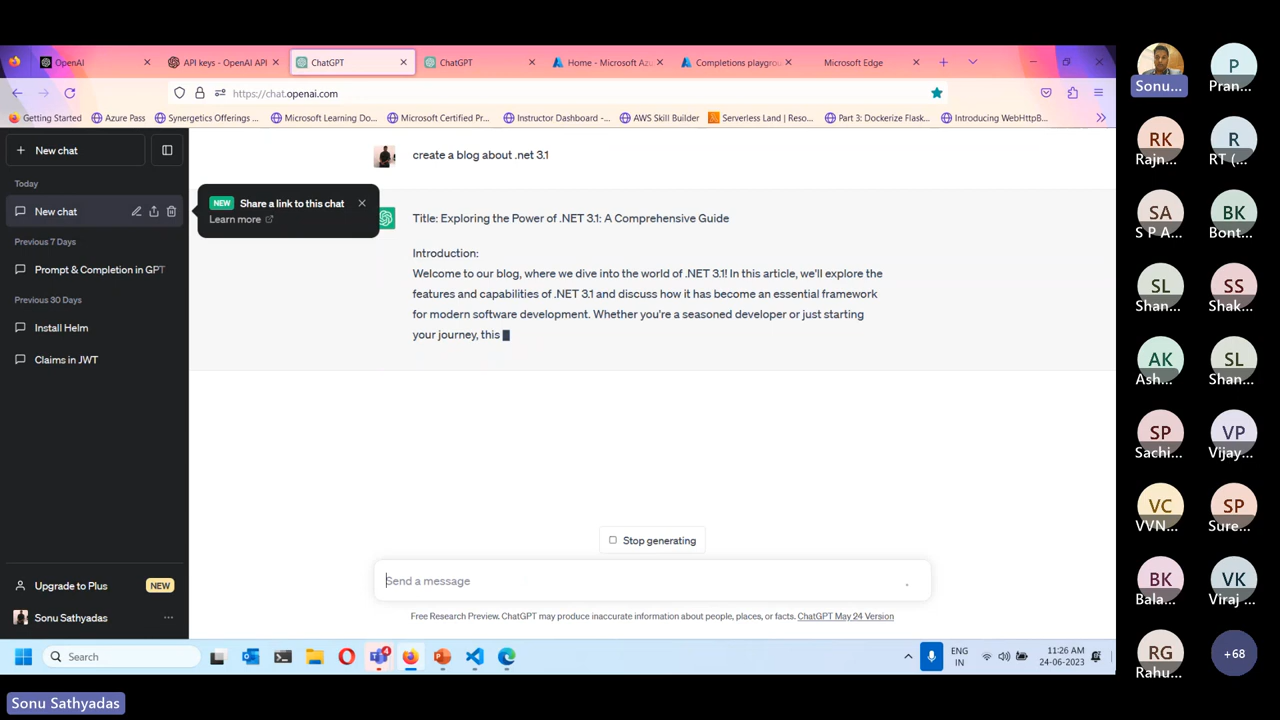 OpenAI
API keys - OpenAI API
ChatGPT
ChatGPT
Home - Microsoft Azu
Completions playgrou
Microsoft Edge
https://chat.openai.com
Getting Started
Azure Pass
Synergetics Offerings ...
Microsoft Learning Do...
Microsoft Certified Pr...
Instructor Dashboard -...
AWS Skill Builder
Serverless Land | Reso...
Part 3: Dockerize Flask...
Introducing WebHttpB...
New chat
Today
New chat
Previous 7 Days
Prompt & Completion in GPT
Previous 30 Days
Install Helm
Claims in JWT
Upgrade to Plus NEW
Sonu Sathyadas
NEW Share a link to this chat
Learn more
create a blog about .net 3.1
Title: Exploring the Power of .NET 3.1: A Comprehensive Guide
Introduction:
Welcome to our blog, where we dive into the world of .NET 3.1! In this article, we'll explore the
features and capabilities of .NET 3.1 and discuss how it has become an essential framework
for modern software development. Whether you're a seasoned developer or just starting
your journey, this
Stop generating
Send a message
Free Research Preview. ChatGPT may produce inaccurate information about people, places, or facts. ChatGPT May 24 Version
Search
4
ENG
IN
11:26 AM
24-06-2023
Sonu...
P
Pran...
RK
Rajn...
R
RT (...
SA
S P A...
BK
Bont...
SL
Shan...
SS
Shak...
AK
Ash...
SL
Shan...
SP
Sachi...
VP
Vijay...
VC
VVN...
SP
Sure...
BK
Bala...
VK
Viraj ...
RG
Rahu...
+68
Sonu Sathyadas